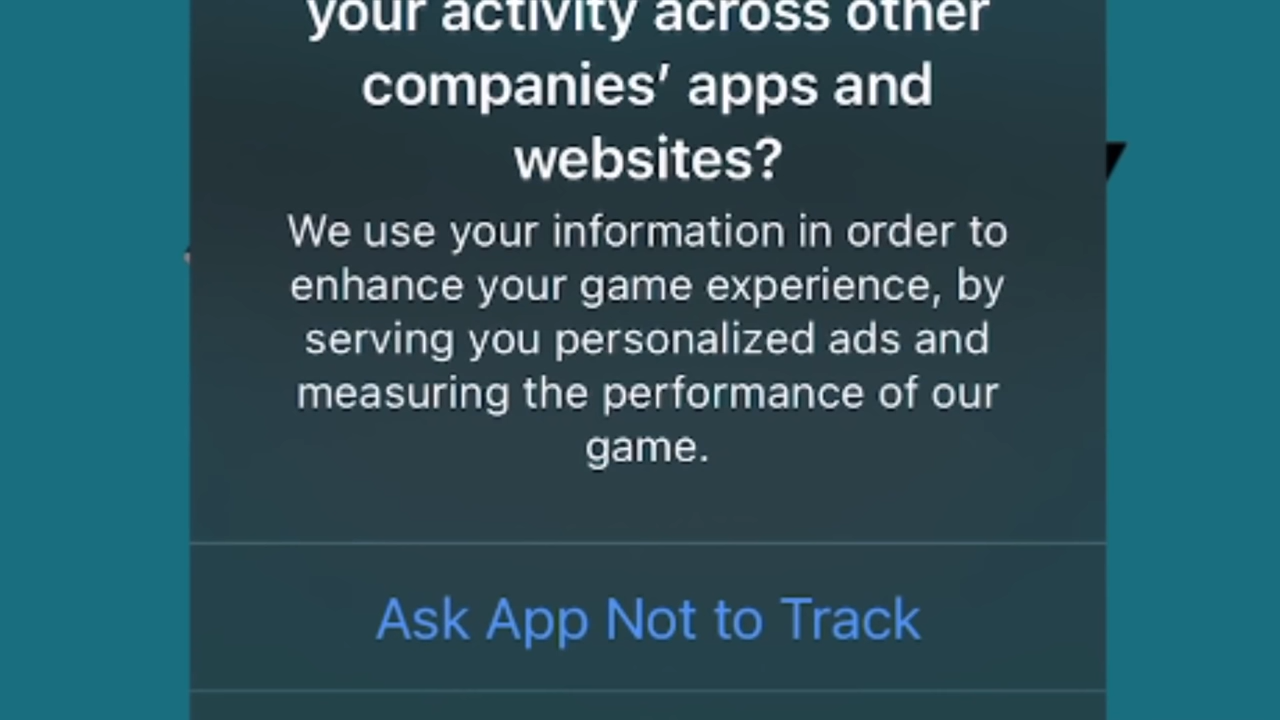 your activity across other
companies’ apps and
websites?
We use your information in order to
enhance your game experience, by
serving you personalized ads and
measuring the performance of our
game.
Ask App Not to Track